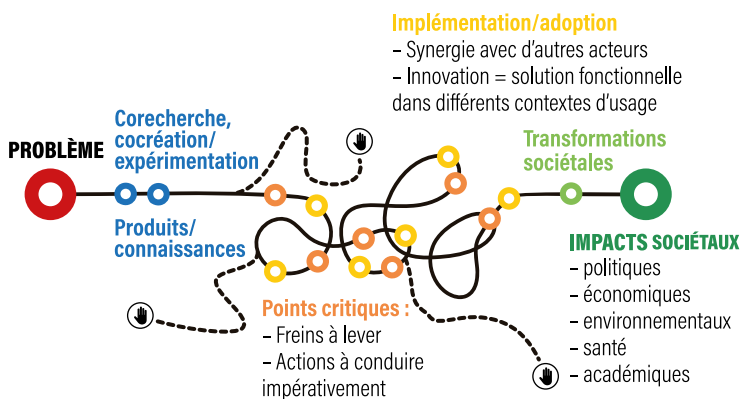 Implémentation/adoption
– Synergie avec d’autres acteurs
– Innovation = solution fonctionnelle
dans différents contextes d’usage
Corecherche,
cocréation/
expérimentation
PROBLÈME
Transformations
sociétales
Produits/
connaissances
IMPACTS SOCIÉTAUX
– politiques
– économiques
– environnementaux
– santé
– académiques
Points critiques :
– Freins à lever
– Actions à conduire
impérativement